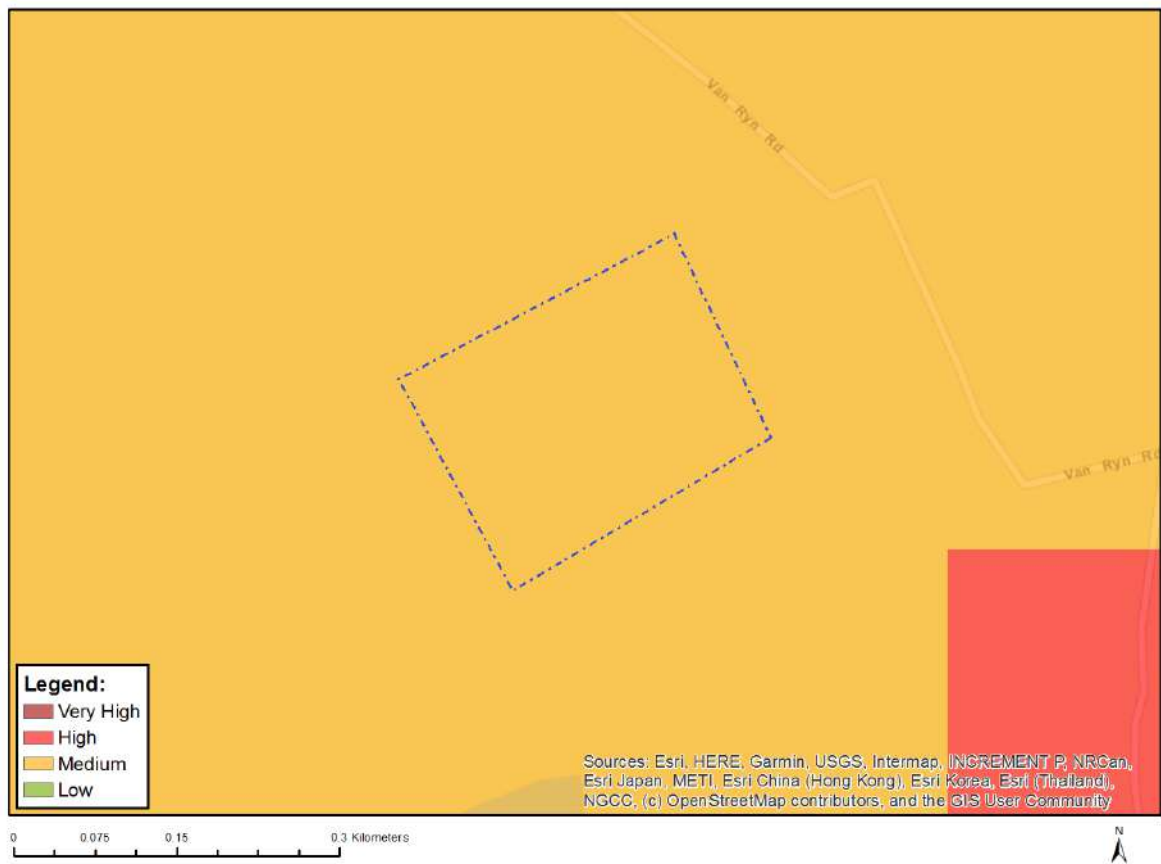 Van Ryn Rd
Van Ryn Rd
Legend:
Very High
High
Medium
Low
Sources: Esri, HERE, Garmin, USGS, Intermap, INCREMENT P, NRCan,
Esri Japan, METI, Esri China (Hong Kong), Esri Korea, Esri (Thailand),
NGCC, (c) OpenStreetMap contributors, and the GIS User Community
0 0.075 0.15 0.3 Kilometers
N